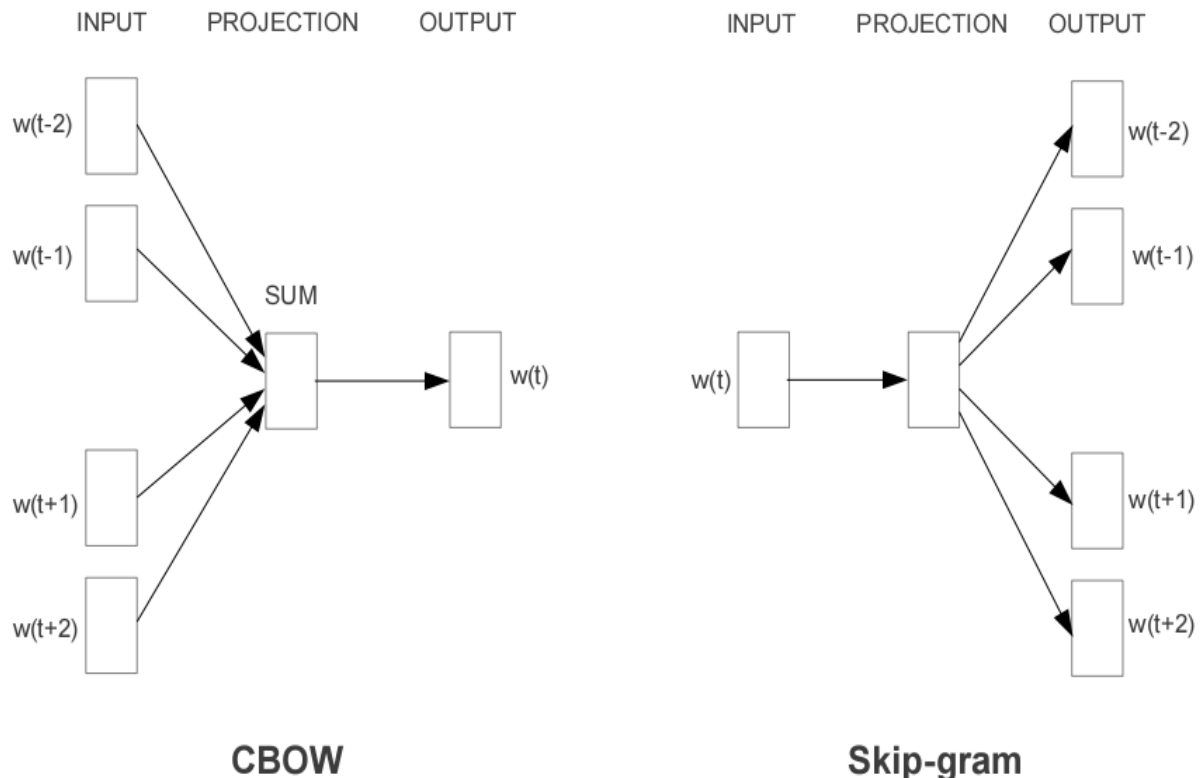 INPUT PROJECTION OUTPUT
w(t-2)
w(t-1)
SUM
w(t)
w(t+1)
w(t+2)
CBOW
INPUT PROJECTION OUTPUT
w(t-2)
w(t-1)
w(t)
w(t+1)
w(t+2)
Skip-gram